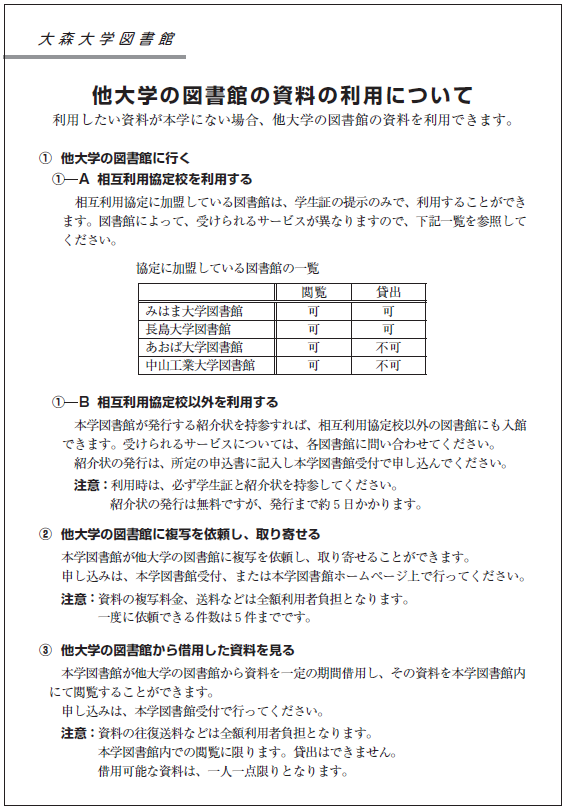 大森大学図書館
他大学の図書館の資料の利用について
利用したい資料が本学にない場合、他大学の図書館の資料を利用できます。
① 他大学の図書館に行く
①―A 相互利用協定校を利用する
相互利用協定に加盟している図書館は、学生証の提示のみで、利用することができ
ます。図書館によって、受けられるサービスが異なりますので、下記一覧を参照して
ください。
協定に加盟している図書館の一覧
閲覧 貸出
みはま大学図書館 可 可
長島大学図書館 可 可
あおば大学図書館 可 不可
中山工業大学図書館 可 不可
①―B 相互利用協定校以外を利用する
本学図書館が発行する紹介状を持参すれば、相互利用協定校以外の図書館にも入館
できます。受けられるサービスについては、各図書館に問い合わせてください。
紹介状の発行は、所定の申込書に記入し本学図書館受付で申し込んでください。
注意：利用時は、必ず学生証と紹介状を持参してください。
紹介状の発行は無料ですが、発行まで約５日かかります。
② 他大学の図書館に複写を依頼し、取り寄せる
本学図書館が他大学の図書館に複写を依頼し、取り寄せることができます。
申し込みは、本学図書館受付、または本学図書館ホームページ上で行ってください。
注意：資料の複写料金、送料などは全額利用者負担となります。
一度に依頼できる件数は５件までです。
③ 他大学の図書館から借用した資料を見る
本学図書館が他大学の図書館から資料を一定の期間借用し、その資料を本学図書館内
にて閲覧することができます。
申し込みは、本学図書館受付で行ってください。
注意：資料の往復送料などは全額利用者負担となります。
本学図書館内での閲覧に限ります。貸出はできません。
借用可能な資料は、一人一点限りとなります。